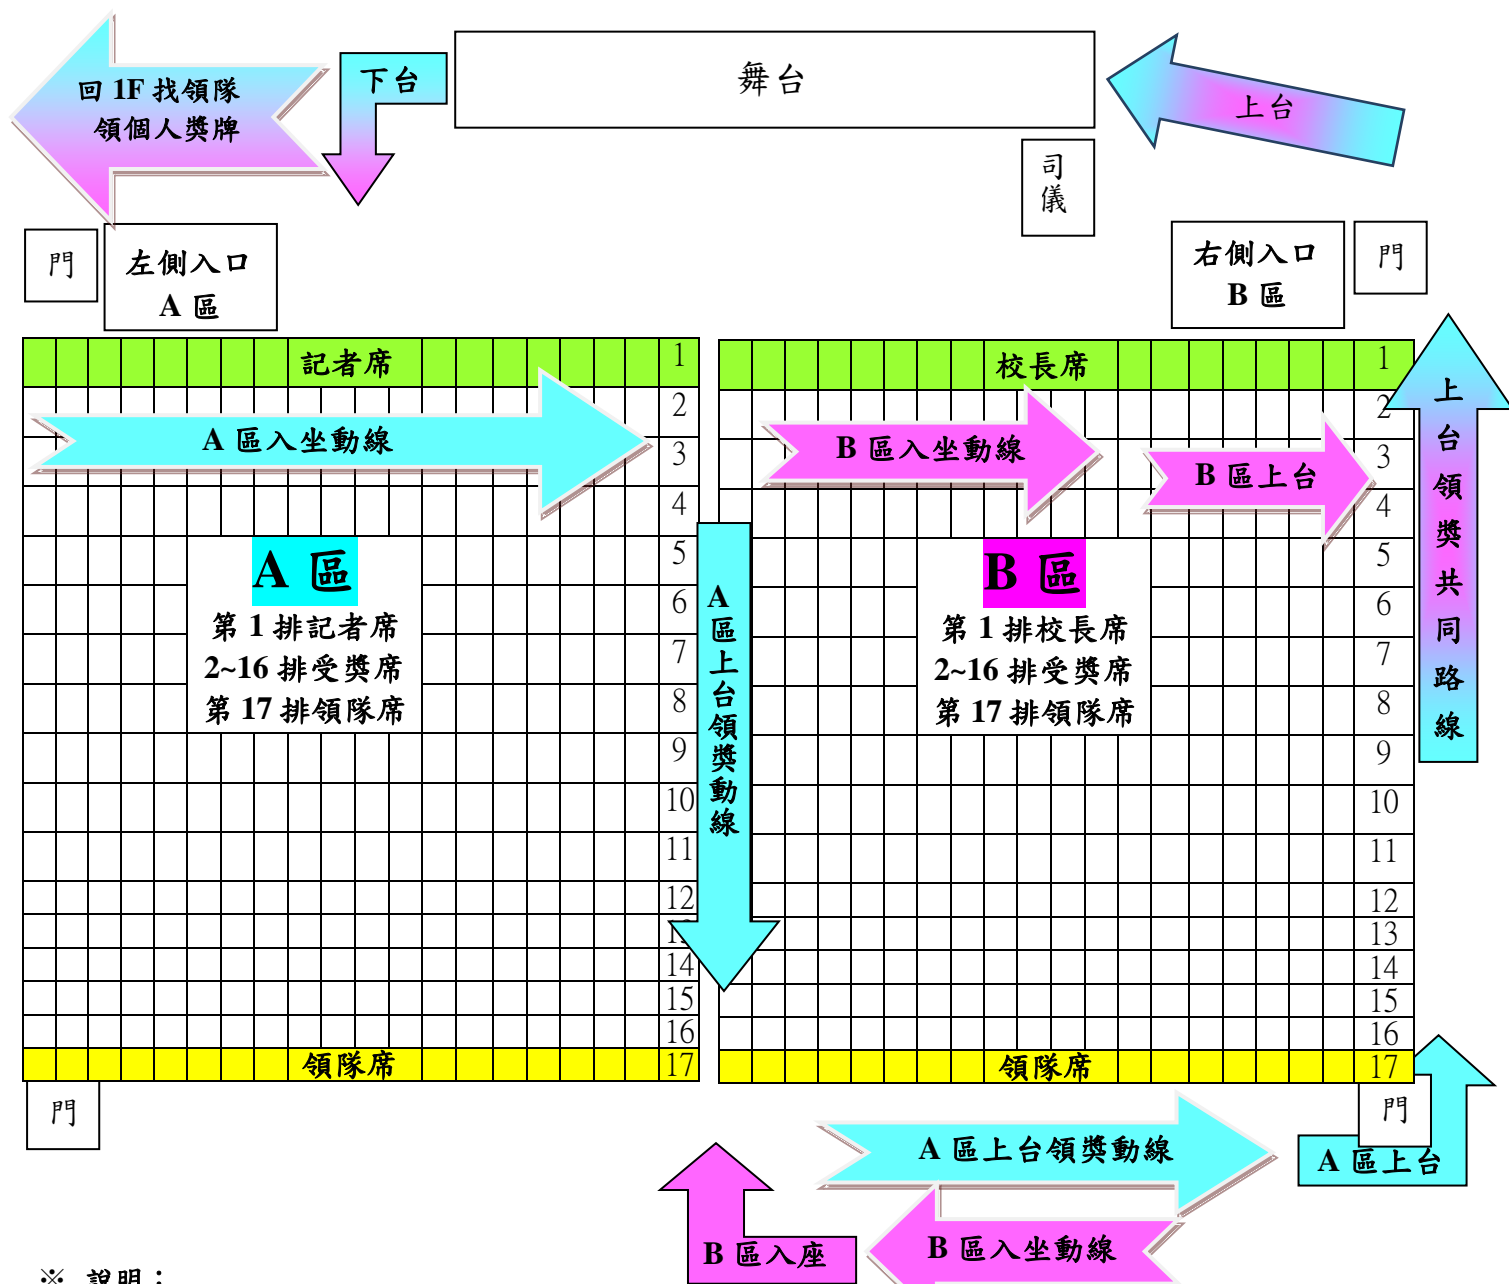 回 1F 找領隊
領個人獎牌
下台
舞台
上台
司儀
門
左側入口
A 區
右側入口
B 區
門
記者席
1
2
3
4
5
6
7
8
9
10
11
12
13
14
15
16
17
A 區入坐動線
A 區
第 1 排記者席
2~16 排受獎席
第 17 排領隊席
領隊席
A區上台領獎動線
校長席
1
2
3
4
5
6
7
8
9
10
11
12
13
14
15
16
17
B 區入坐動線
B 區上台
B 區
第 1 排校長席
2~16 排受獎席
第 17 排領隊席
領隊席
上台領獎共同路線
門
門
A 區上台領獎動線
A 區上台
B 區入座
B 區入坐動線
※ 說明：